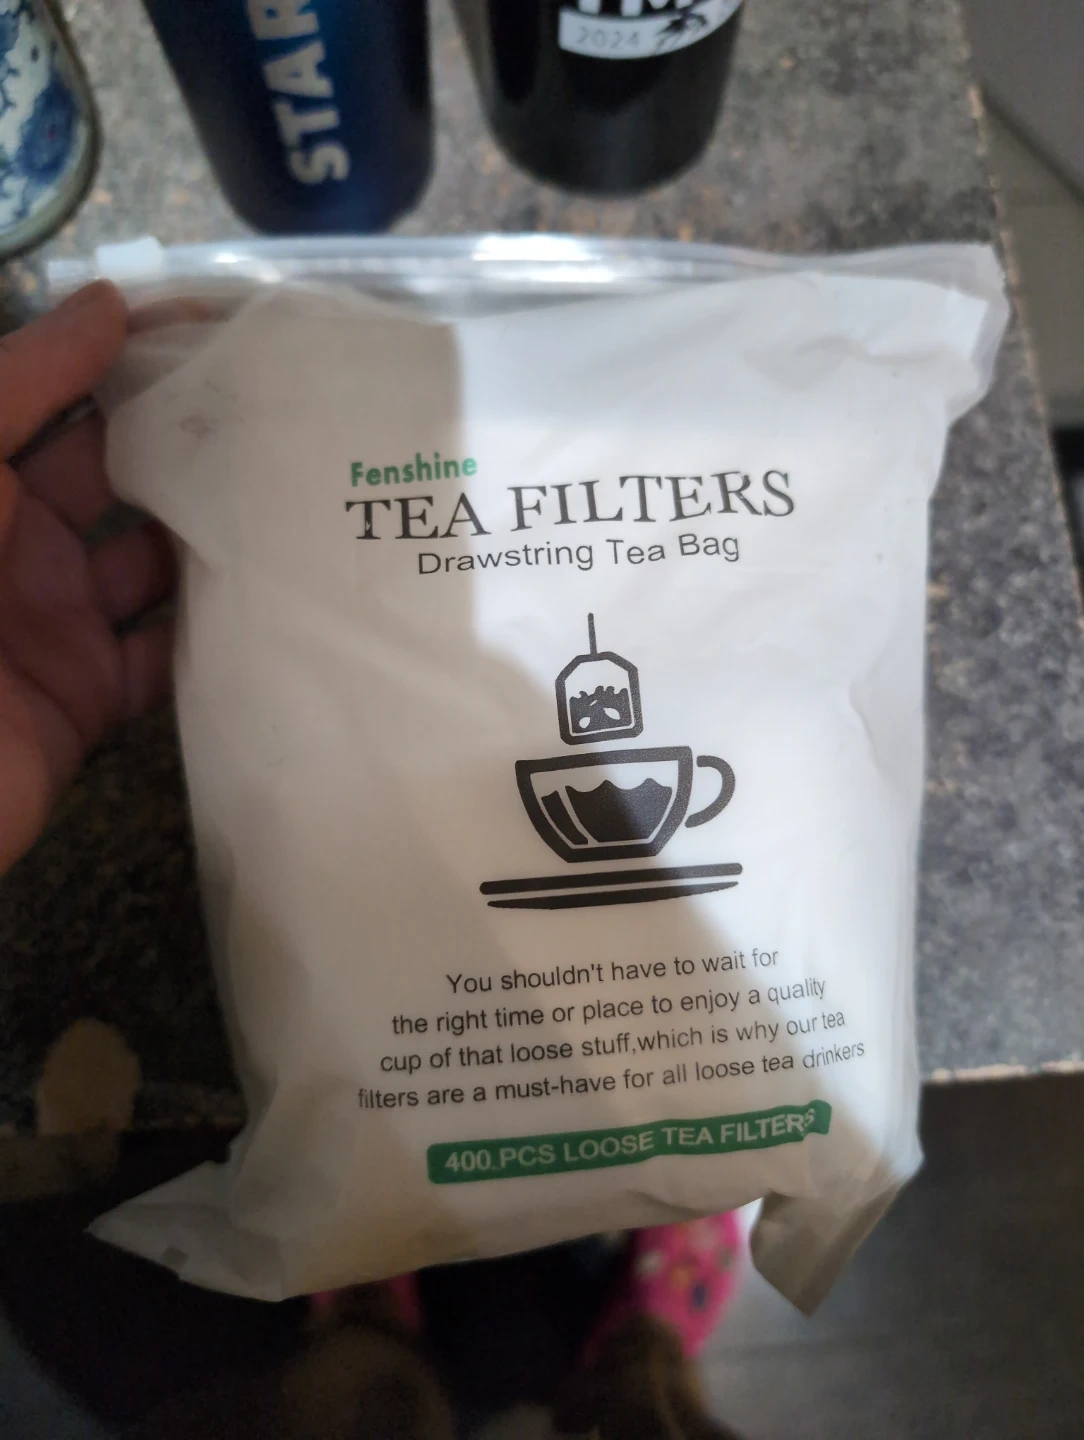 STAR
2024
Fenshine
TEA FILTERS
Drawstring Tea Bag
You shouldn't have to wait for
the right time or place to enjoy a quality
cup of that loose stuff,which is why our tea
filters are a must-have for all loose tea drinkers
400 PCS LOOSE TEA FILTERS